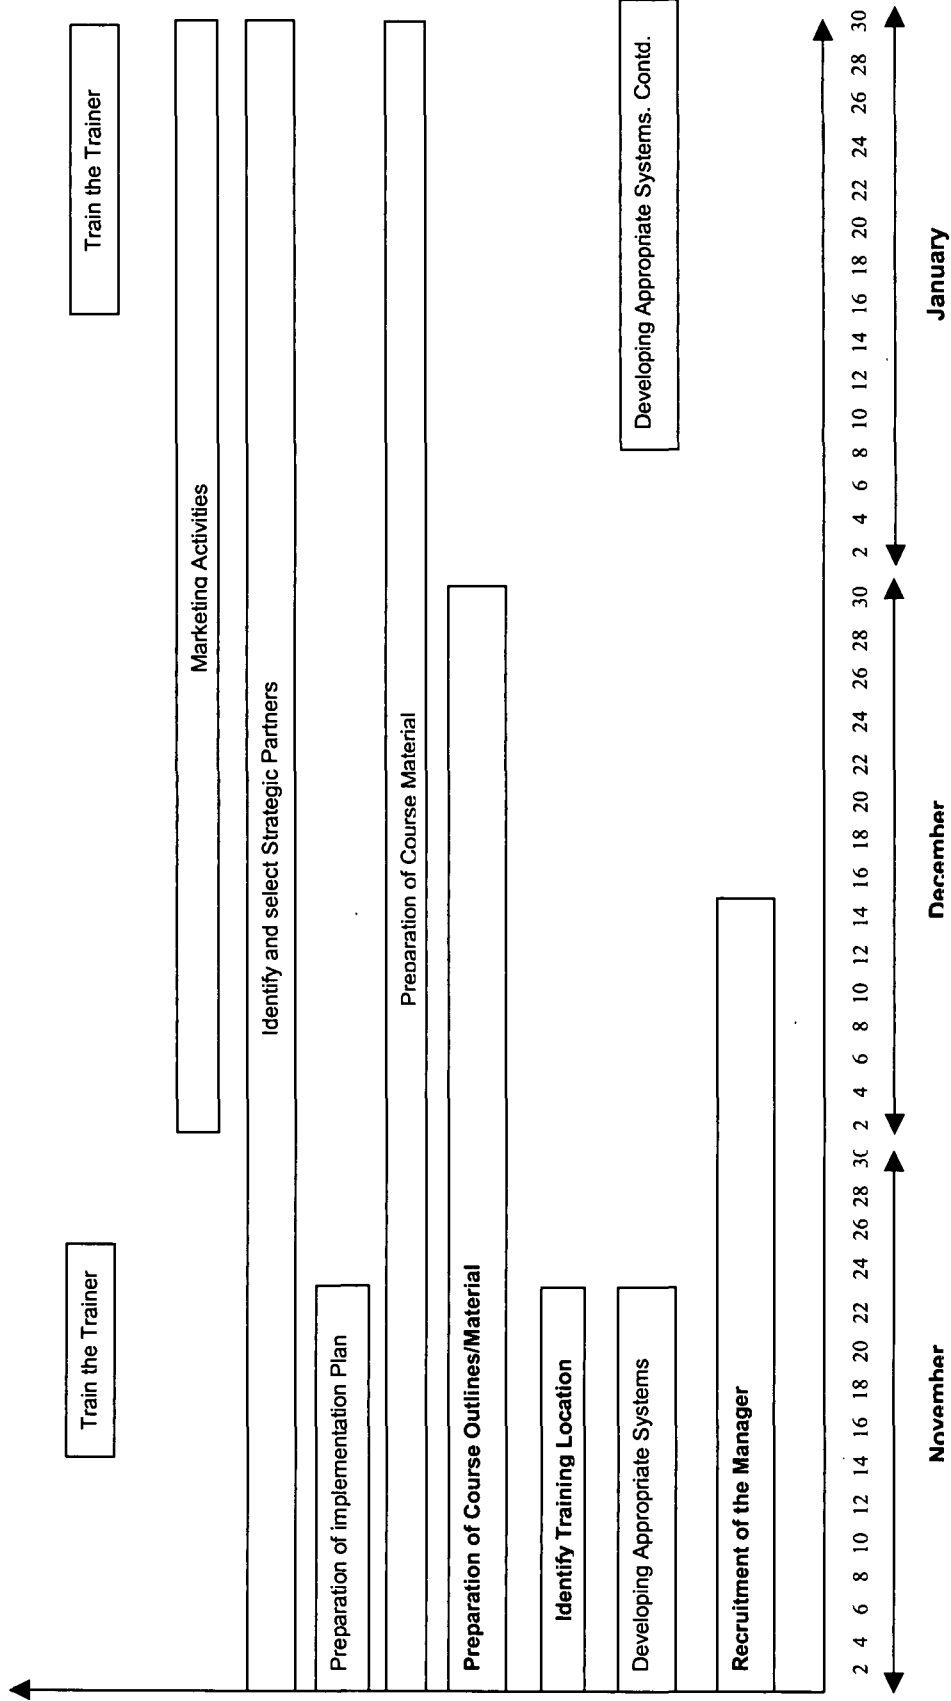 Train the Trainer
Train the Trainer
Marketing Activities
Identify and select Strategic Partners
Preparation of implementation Plan
Preparation of Course Material
Preparation of Course Outlines/Material
Identify Training Location
Developing Appropriate Systems
Developing Appropriate Systems. Contd.
Recruitment of the Manager
2 4 6 8 10 12 14 16 18 20 22 24 26 28 30 2 4 6 8 10 12 14 16 18 20 22 24 26 28 30 2 4 6 8 10 12 14 16 18 20 22 24 26 28 30
November December January